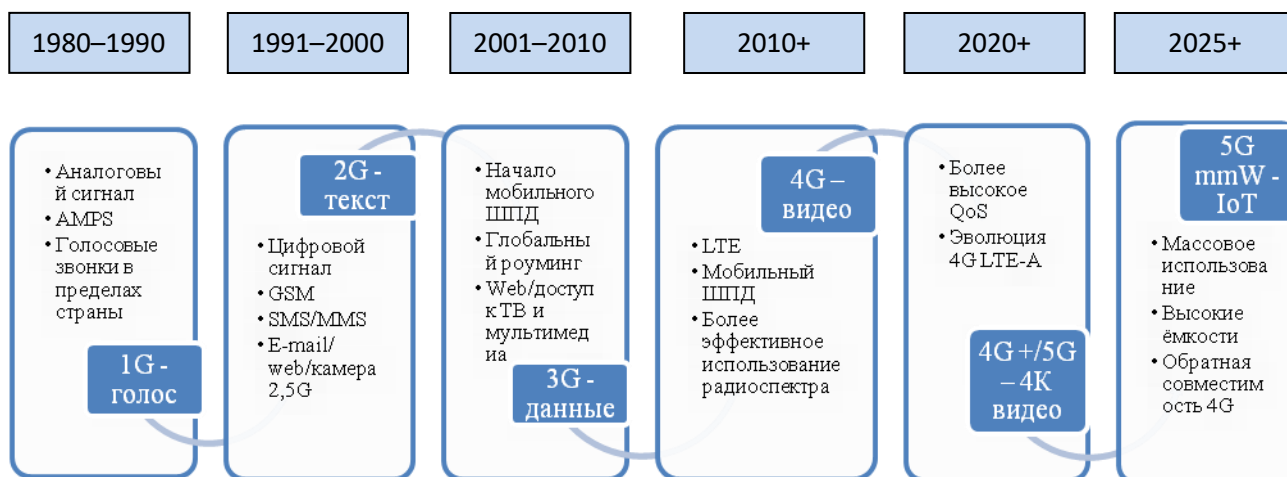 1980–1990
1991–2000
2001–2010
2010+
2020+
2025+
• Аналоговы
й сигнал
• AMPS
• Голосовые
звонки в
пределах
страны
1G -
голос
2G -
текст
• Цифровой
сигнал
• GSM
• SMS/MMS
• E-mail/
web/камера
2,5G
• Начало
мобильного
ШПД
• Глобальны
й роуминг
• Web/доступ
к ТВ и
мультимед
иа
3G -
данные
4G –
видео
• LTE
• Мобильный
ШПД
• Более
эффективное
использование
радиоспектра
• Более
высокое
QoS
• Эволюция
4G LTE-A
4G +/5G
– 4К
видео
5G
mmW -
IoT
• Массовое
использова
ние
• Высокие
ёмкости
• Обратная
совместим
ость 4G